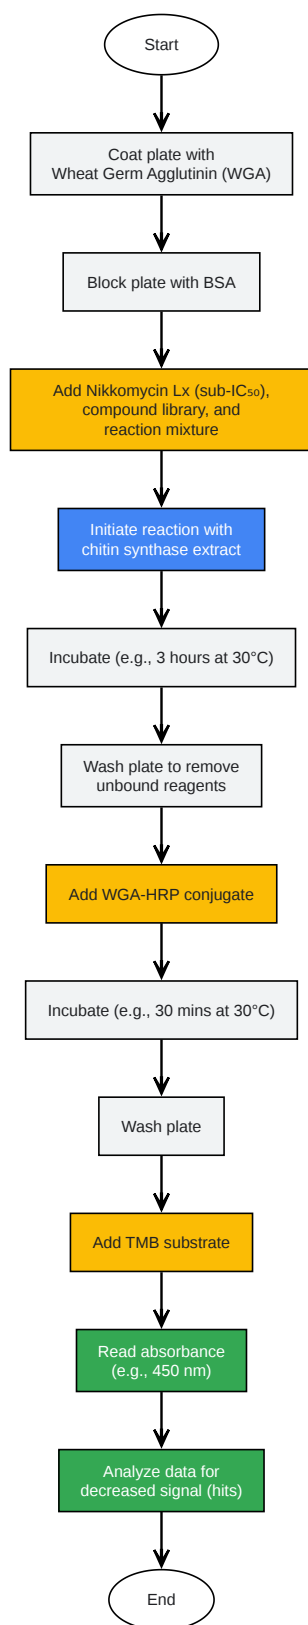 Start
Coat plate with
Wheat Germ Agglutinin (WGA)
Block plate with BSA
Add Nikkomycin Lx (sub-IC₅₀),
compound library, and
reaction mixture
Initiate reaction with
chitin synthase extract
Incubate (e.g., 3 hours at 30°C)
Wash plate to remove
unbound reagents
Add WGA-HRP conjugate
Incubate (e.g., 30 mins at 30°C)
Wash plate
Add TMB substrate
Read absorbance
(e.g., 450 nm)
Analyze data for
decreased signal (hits)
End